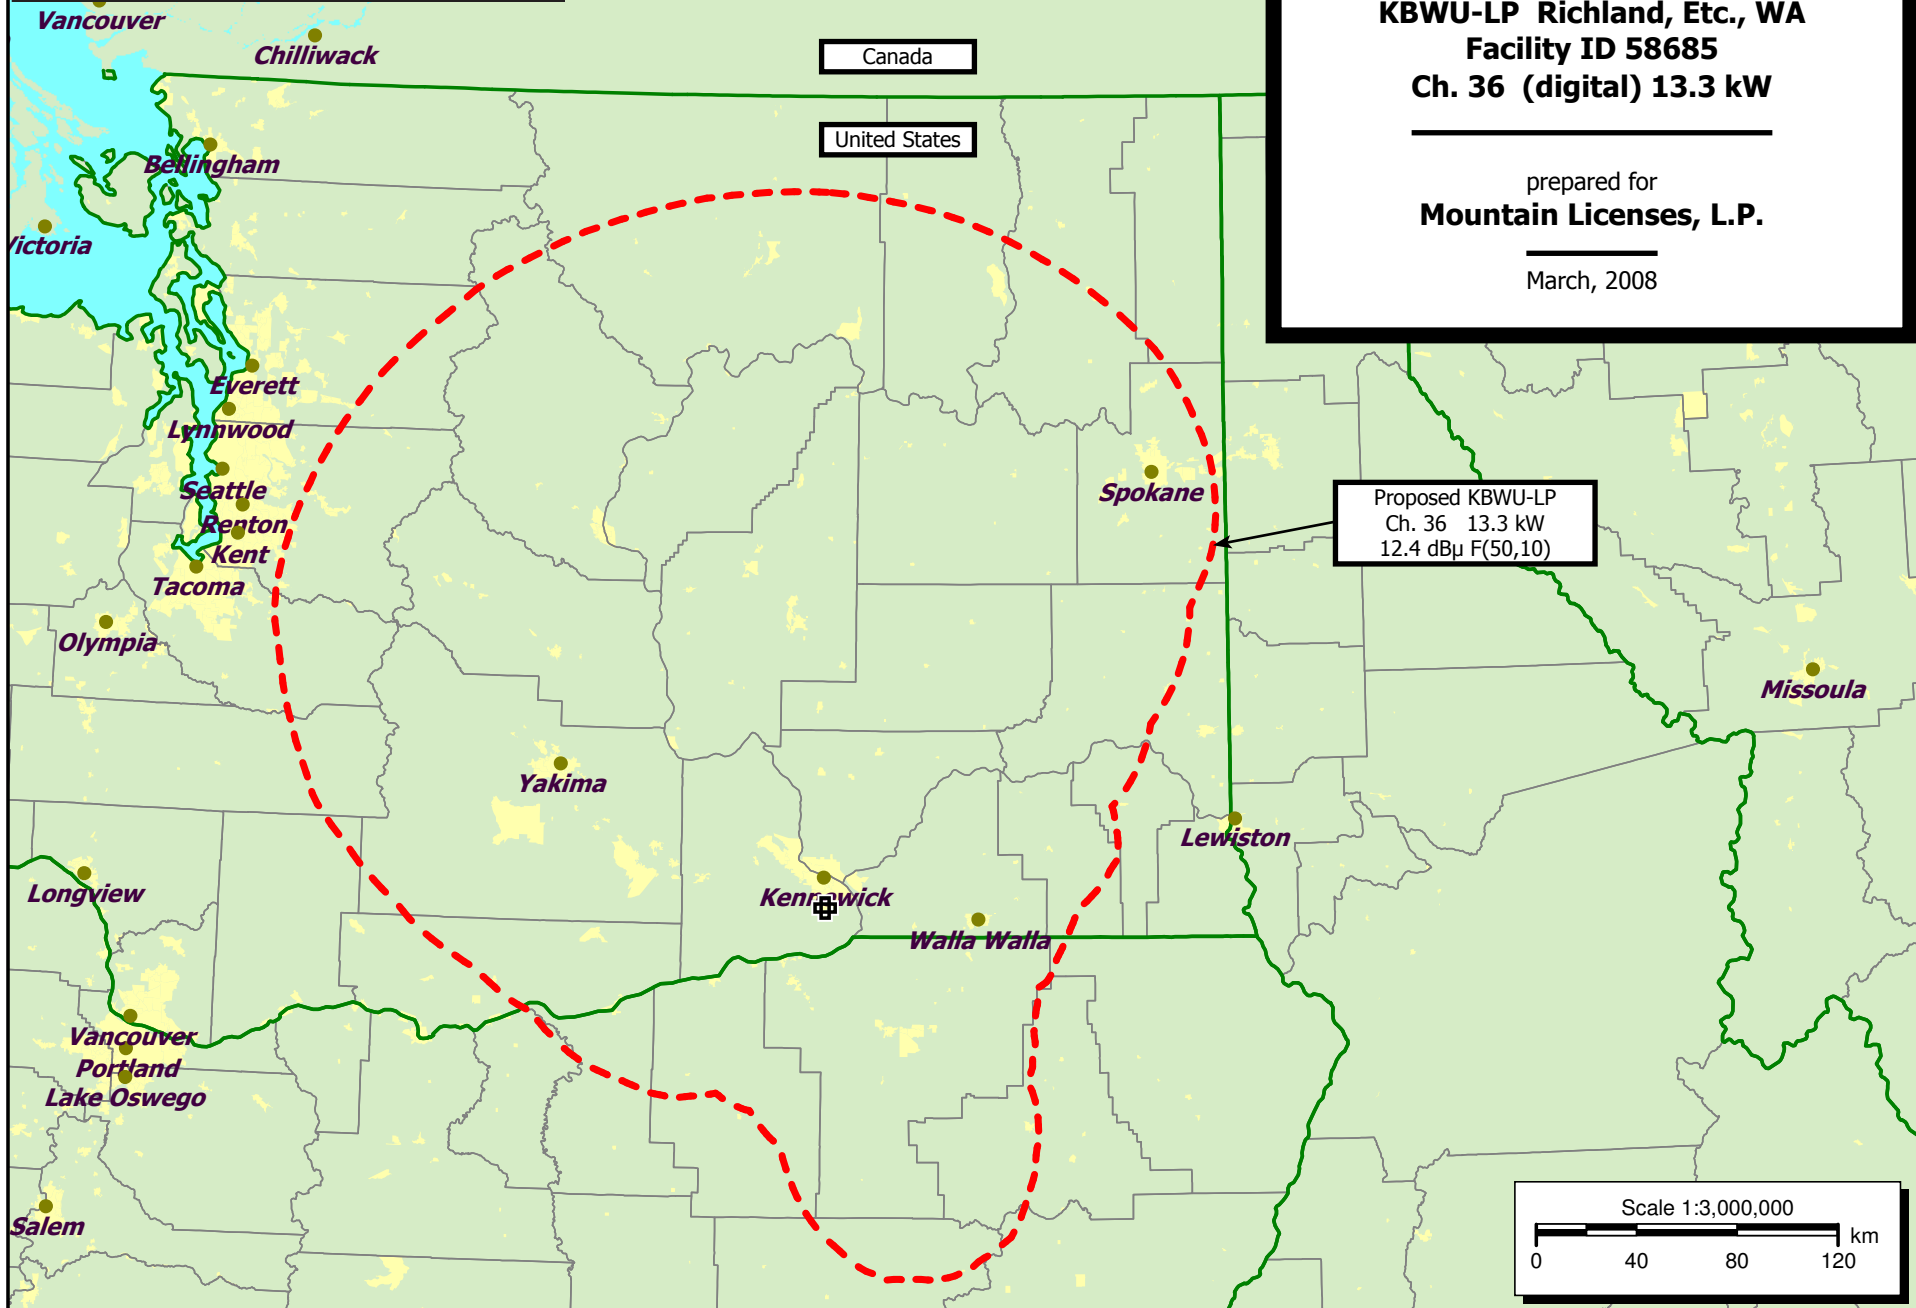 KBWU-LP Richland, Etc., WA
Facility ID 58685
Ch. 36 (digital) 13.3 kW
prepared for
Mountain Licenses, L.P.
March, 2008
Canada
United States
Vancouver
Chilliwack
Bellingham
Victoria
Everett
Lynnwood
Seattle
Renton
Kent
Tacoma
Olympia
Spokane
Proposed KBWU-LP
Ch. 36 13.3 kW
12.4 dBµ F(50,10)
Missoula
Yakima
Lewiston
Longview
Kennewick
Walla Walla
Vancouver
Portland
Lake Oswego
Salem
Scale 1:3,000,000
km
0 40 80 120